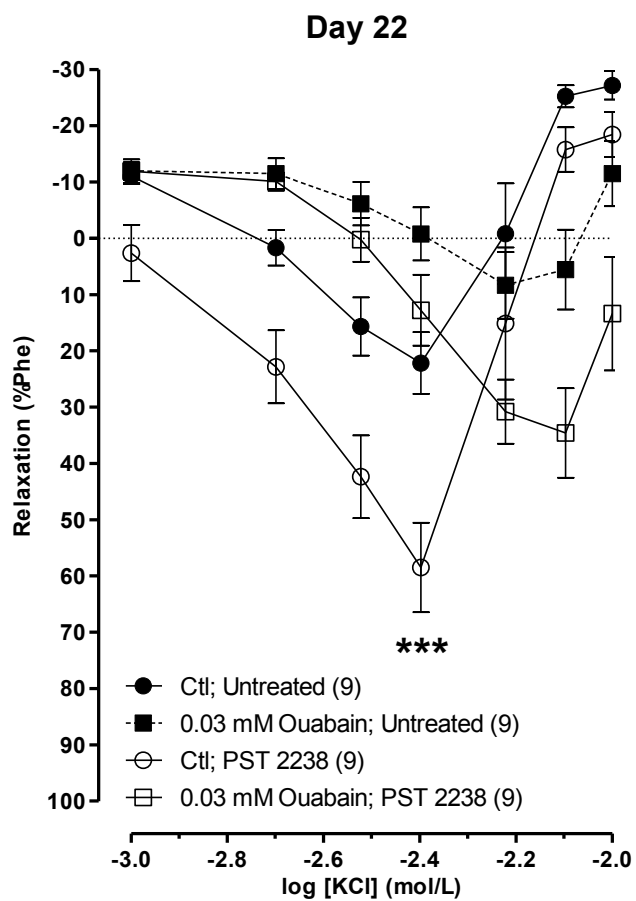 Day 22
-30
-20
-10
0
10
20
30
40
50
60
70
80
90
100
Relaxation (%Phe)
***
Ctl; Untreated (9)
0.03 mM Ouabain; Untreated (9)
Ctl; PST 2238 (9)
0.03 mM Ouabain; PST 2238 (9)
-3.0 -2.8 -2.6 -2.4 -2.2 -2.0
log [KCl] (mol/L)